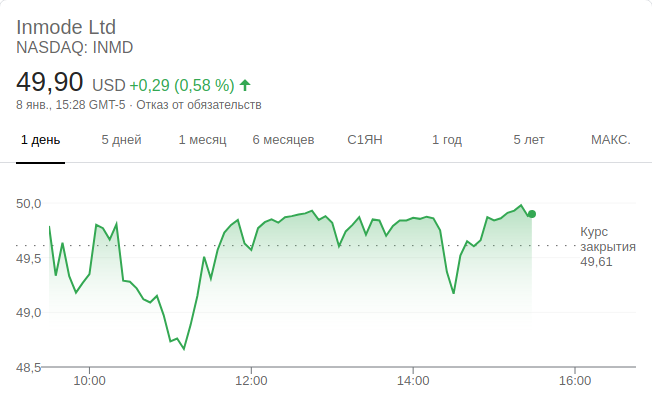 Inmode Ltd
NASDAQ: INMD
49,90 USD +0,29 (0,58 %)
8 янв., 15:28 GMT-5 · Отказ от обязательств
1 день 5 дней 1 месяц 6 месяцев С1ЯН 1 год 5 лет МАКС.
50,0
49,5
49,0
48,5
Курс
закрытия
49,61
10:00 12:00 14:00 16:00